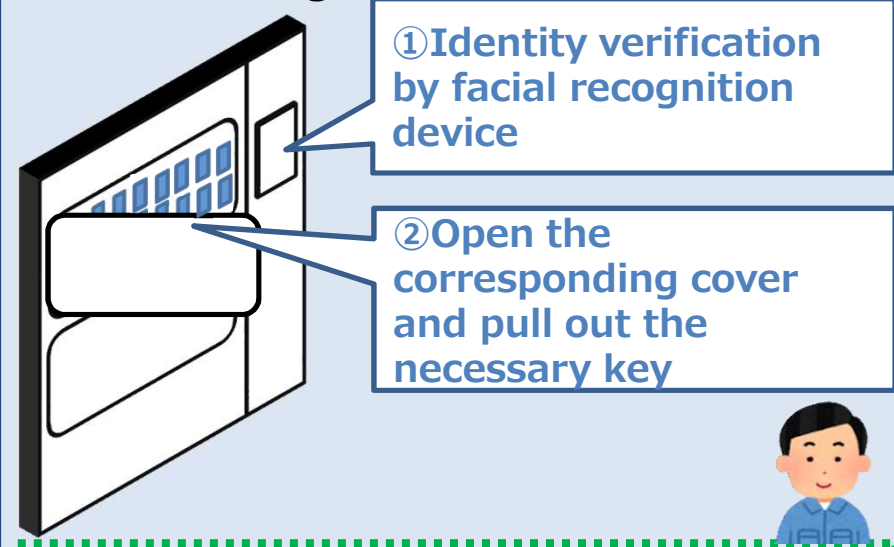 ①Identity verification
by facial recognition
device
②Open the
corresponding cover
and pull out the
necessary key